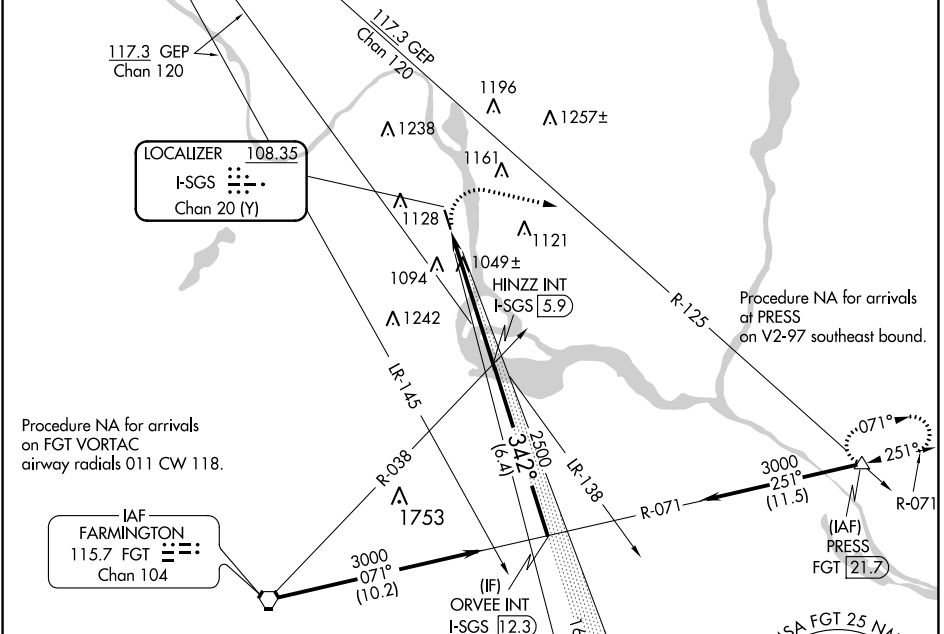 117.3 GEP
Chan 120
117.3 GEP
Chan 120
1196
1257±
1238
LOCALIZER 108.35
I-SGS
Chan 20 (Y)
1161
1128
1121
1094
1049±
HINZZ INT
I-SGS 5.9
1242
R-125
Procedure NA for arrivals
at PRESS
on V2-97 southeast bound.
LR-145
Procedure NA for arrivals
on FGT VORTAC
airway radials 011 CW 118.
R-038
342°
(6.4)
2500
LR-138
071°
251°
R-071
1753
3000
251°
(11.5)
R-071
(IAF)
PRESS
FGT 21.7
IAF
FARMINGTON
115.7 FGT
Chan 104
3000
071°
(10.2)
(IF)
ORVEE INT
I-SGS 12.3
16
SA FGT 25 N